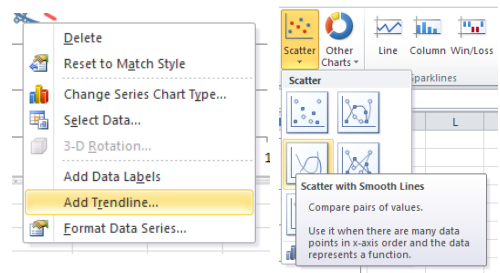 Delete
Reset to Match Style
Change Series Chart Type...
Select Data...
3-D Rotation...
Add Data Labels
Add Trendline...
Format Data Series...
1
Scatter
Other Charts
Line
Column
Win/Loss
Sparklines
Scatter
L
Scatter with Smooth Lines
Compare pairs of values.
Use it when there are many data
points in x-axis order and the data
represents a function.